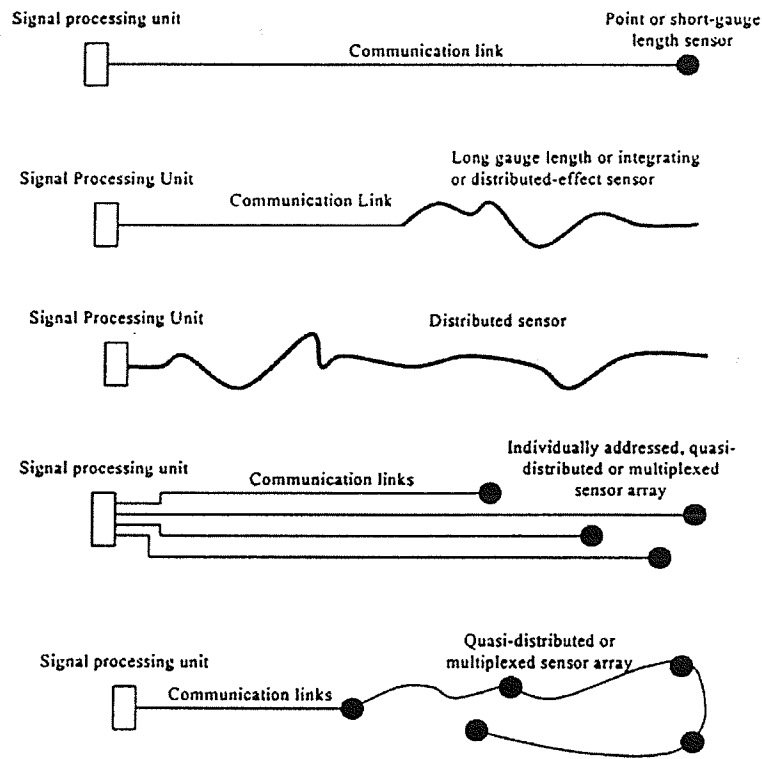 Signal processing unit
Point or short-gauge
length sensor
Communication link
Long gauge length or integrating
or distributed-effect sensor
Signal Processing Unit
Communication Link
Signal Processing Unit
Distributed sensor
Individually addressed, quasi-
distributed or multiplexed
sensor array
Signal processing unit
Communication links
Quasi-distributed or
multiplexed sensor array
Signal processing unit
Communication links